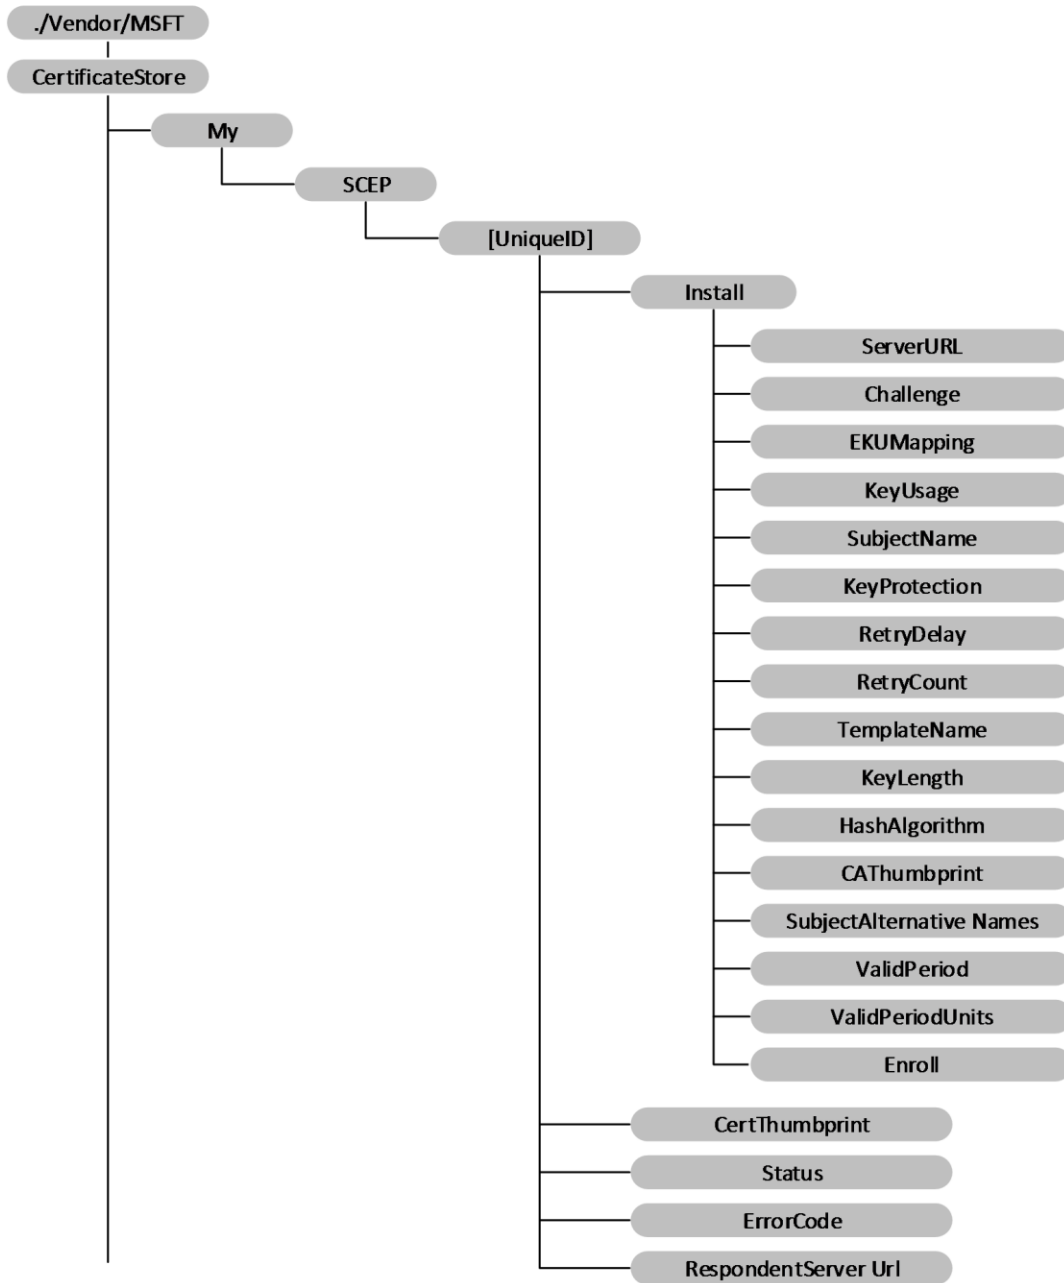 ./Vendor/MSFT
CertificateStore
My
SCEP
[UniqueID]
Install
ServerURL
Challenge
EKUMapping
KeyUsage
SubjectName
KeyProtection
RetryDelay
RetryCount
TemplateName
KeyLength
HashAlgorithm
CAThumbprint
SubjectAlternative Names
ValidPeriod
ValidPeriodUnits
Enroll
CertThumbprint
Status
ErrorCode
RespondentServer Url